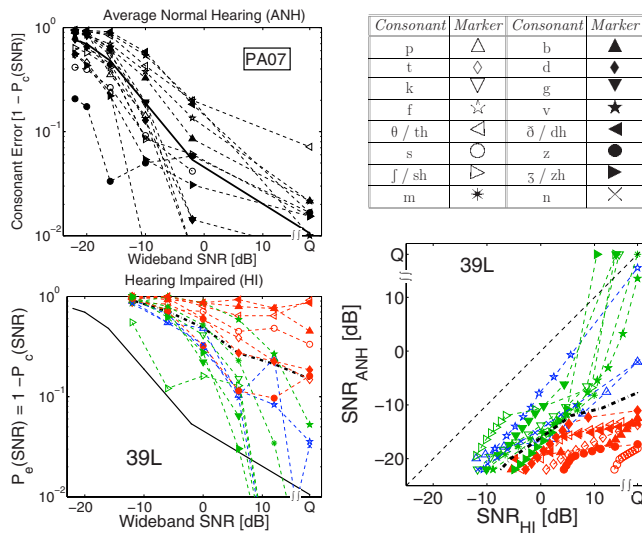 Average Normal Hearing (ANH)
PA07
Consonant Error [1 − P_c(SNR)]
10^0
10^−1
10^−2
−20 −10 0 10 Q
Wideband SNR [dB]
Consonant Marker Consonant Marker
p △ b ▲
t ◊ d ♦
k ▽ g ▼
f ☆ v ★
θ / th ◁ ð / dh ◀
s ○ z ●
ʃ / sh ▷ ʒ / zh ▶
m ✷ n ×
Hearing Impaired (HI)
39L
P_e(SNR) = 1 −P_c(SNR)
10^0
10^−1
10^−2
−20 −10 0 10 Q
Wideband SNR [dB]
39L
SNR_ANH [dB]
Q
10
0
−10
−20
−20 −10 0 10 Q
SNR_HI [dB]